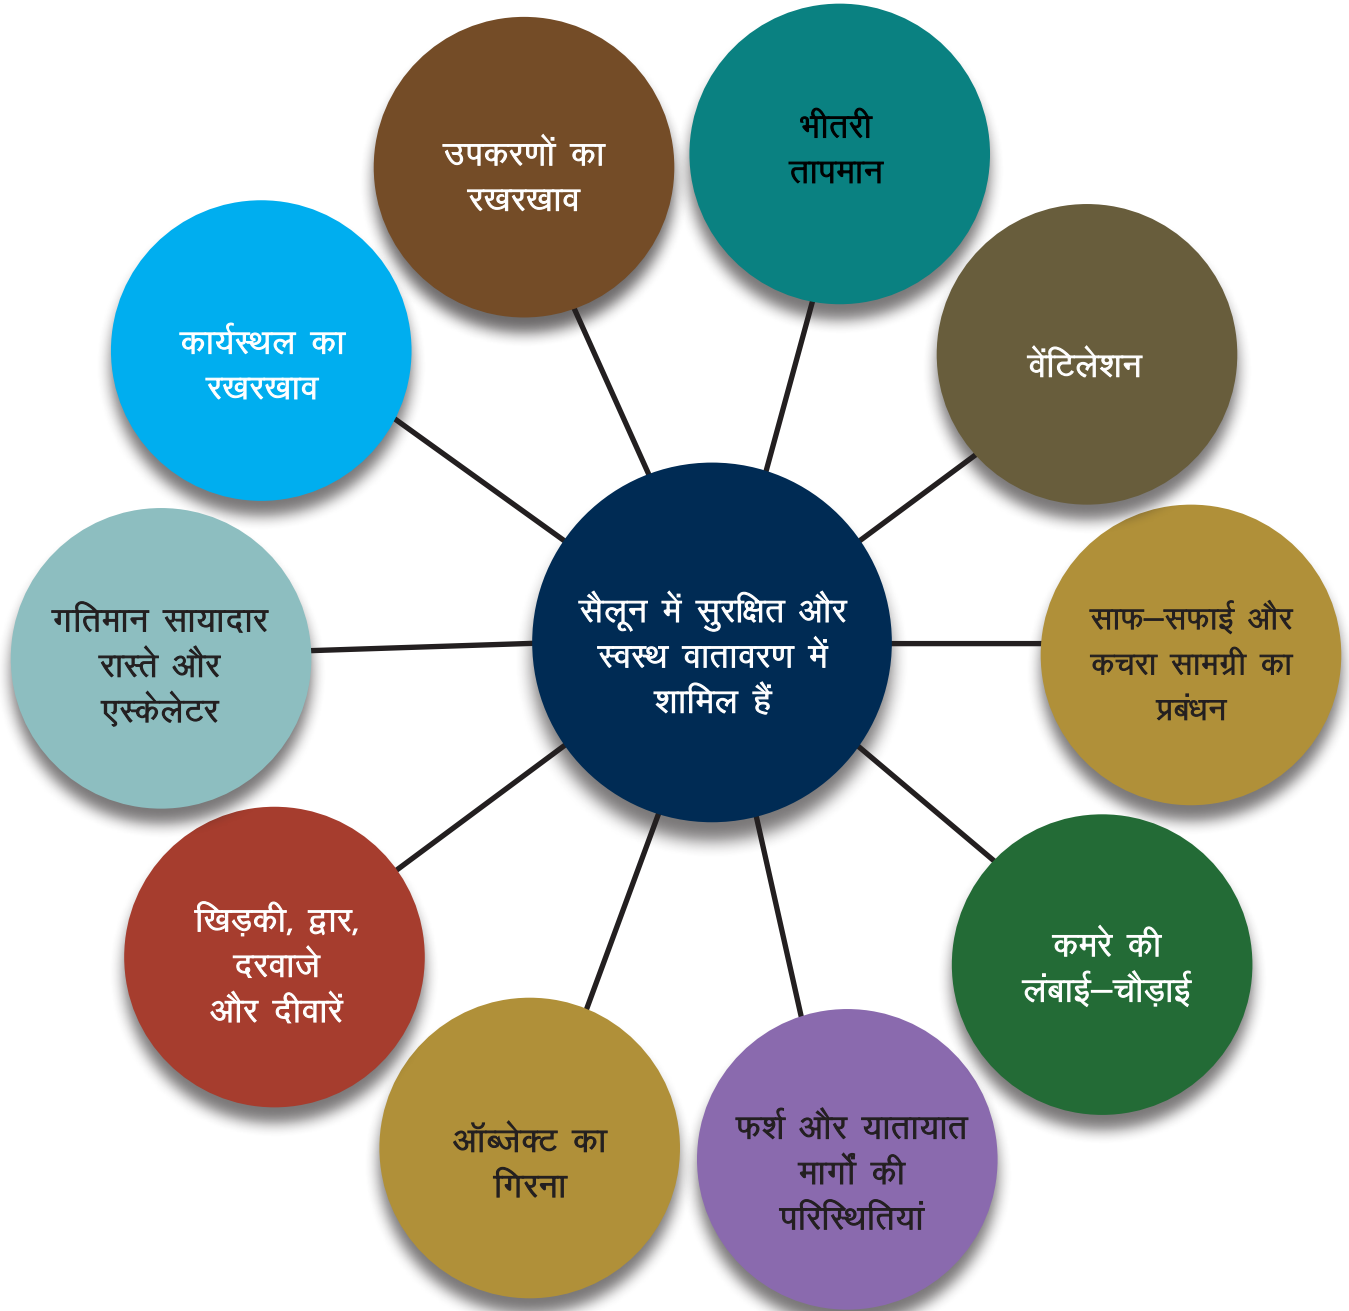 उपकरणों का
रखरखाव
भीतरी
तापमान
कार्यस्थल का
रखरखाव
वेंटिलेशन
गतिमान सायादार
रास्ते और
एस्केलेटर
सैलून में सुरक्षित और
स्वस्थ वातावरण में
शामिल हैं
साफ–सफाई और
कचरा सामग्री का
प्रबंधन
खिड़की, द्वार,
दरवाजे
और दीवारें
कमरे की
लंबाई–चौड़ाई
ऑब्जेक्ट का
गिरना
फर्श और यातायात
मार्गों की
परिस्थितियां